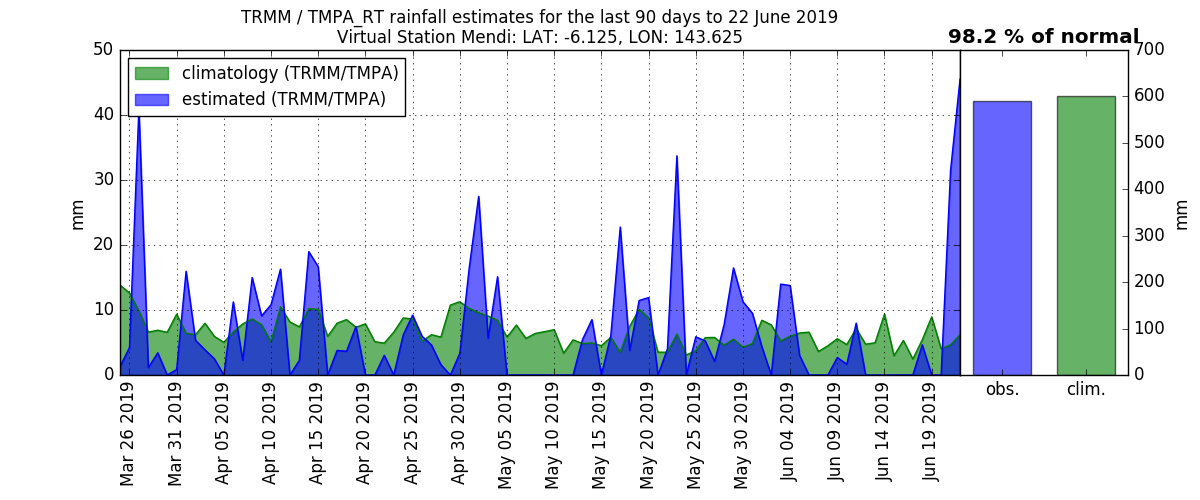 TRMM / TMPA_RT rainfall estimates for the last 90 days to 22 June 2019
Virtual Station Mendi: LAT: -6.125, LON: 143.625
98.2 % of normal
climatology (TRMM/TMPA)
estimated (TRMM/TMPA)
50
40
30
20
10
0
mm
700
600
500
400
300
200
100
0
mm
Mar 26 2019
Mar 31 2019
Apr 05 2019
Apr 10 2019
Apr 15 2019
Apr 20 2019
Apr 25 2019
Apr 30 2019
May 05 2019
May 10 2019
May 15 2019
May 20 2019
May 25 2019
May 30 2019
Jun 04 2019
Jun 09 2019
Jun 14 2019
Jun 19 2019
obs.
clim.